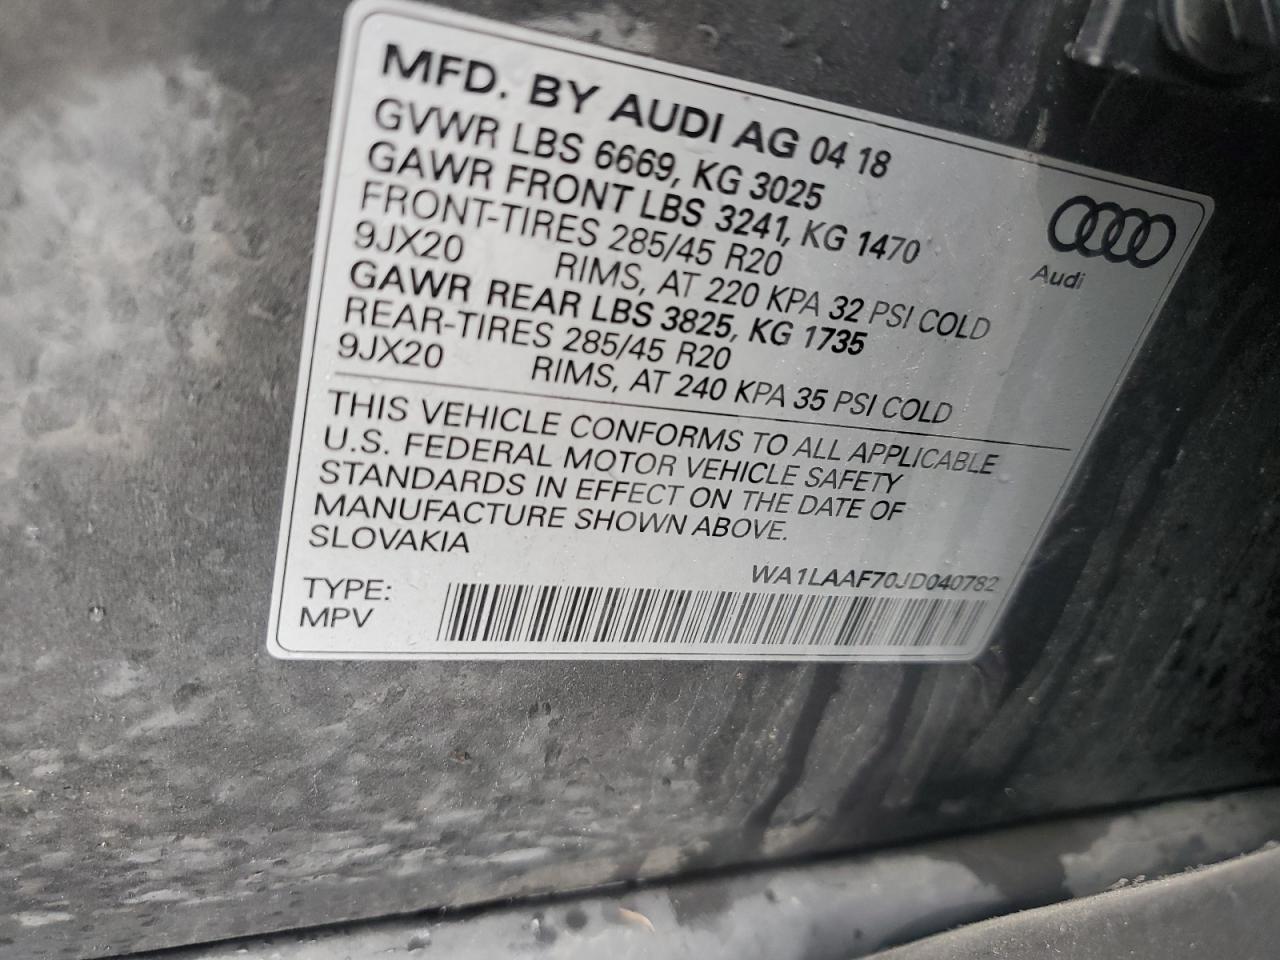 MFD. BY AUDI AG 04 18
GVWR LBS 6669, KG 3025
GAWR FRONT LBS 3241, KG 1470
FRONT-TIRES 285/45 R20
9JX20 RIMS, AT 220 KPA 32 PSI COLD
GAWR REAR LBS 3825, KG 1735
REAR-TIRES 285/45 R20
9JX20 RIMS, AT 240 KPA 35 PSI COLD
Audi
THIS VEHICLE CONFORMS TO ALL APPLICABLE
U.S. FEDERAL MOTOR VEHICLE SAFETY
STANDARDS IN EFFECT ON THE DATE OF
MANUFACTURE SHOWN ABOVE.
SLOVAKIA
WA1LAAF70JD040782
TYPE:
MPV